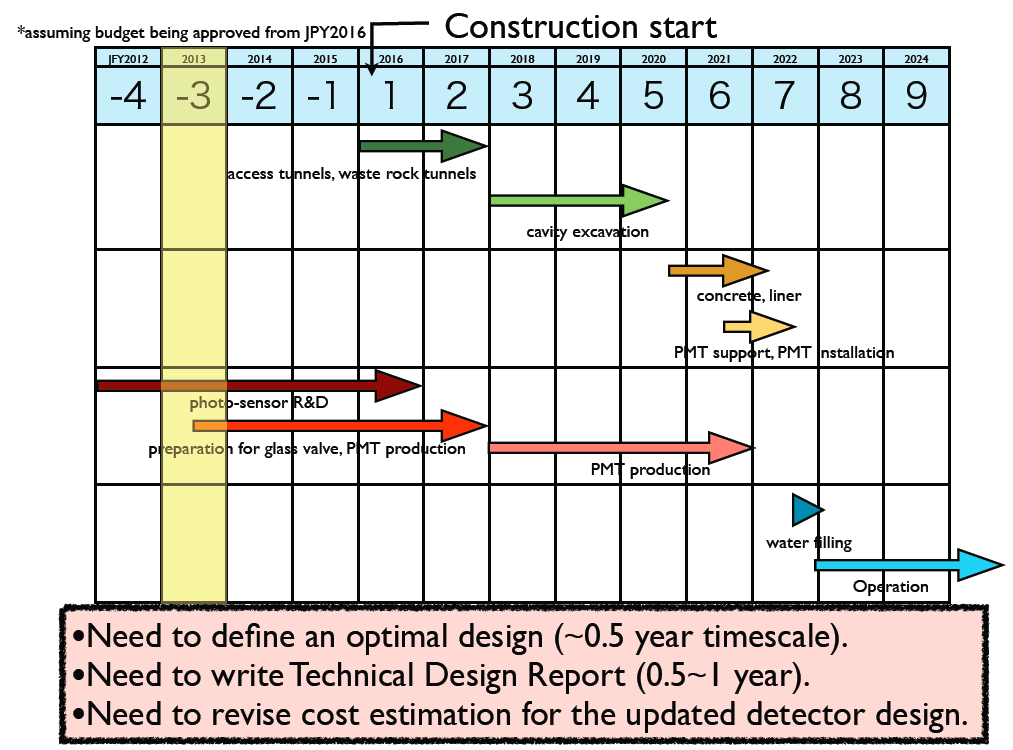 Construction start
*assuming budget being approved from JPY2016
JFY2012 2013 2014 2015 2016 2017 2018 2019 2020 2021 2022 2023 2024
-4 -3 -2 -1 1 2 3 4 5 6 7 8 9
access tunnels, waste rock tunnels
cavity excavation
concrete, liner
PMT support, PMT installation
photo-sensor R&D
preparation for glass valve, PMT production
PMT production
water filling
Operation
•Need to define an optimal design (~0.5 year timescale).
•Need to write Technical Design Report (0.5~1 year).
•Need to revise cost estimation for the updated detector design.